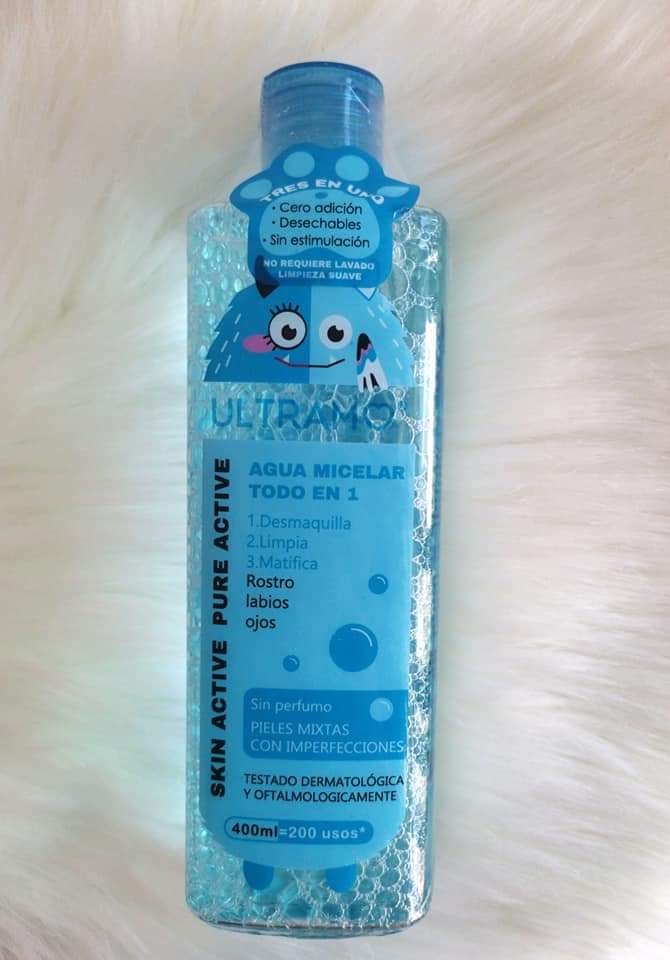 TRES EN UNO
· Cero adición
· Desechables
· Sin estimulación
NO REQUIERE LAVADO
LIMPIEZA SUAVE
ULTRAMO
SKIN ACTIVE PURE ACTIVE
AGUA MICELAR
TODO EN 1
1.Desmaquilla
2.Limpia
3.Matifica
Rostro
labios
ojos
Sin perfumo
PIELES MIXTAS
CON IMPERFECCIONES
TESTADO DERMATOLÓGICA
Y OFTALMOLOGICAMENTE
400ml=200 usos*